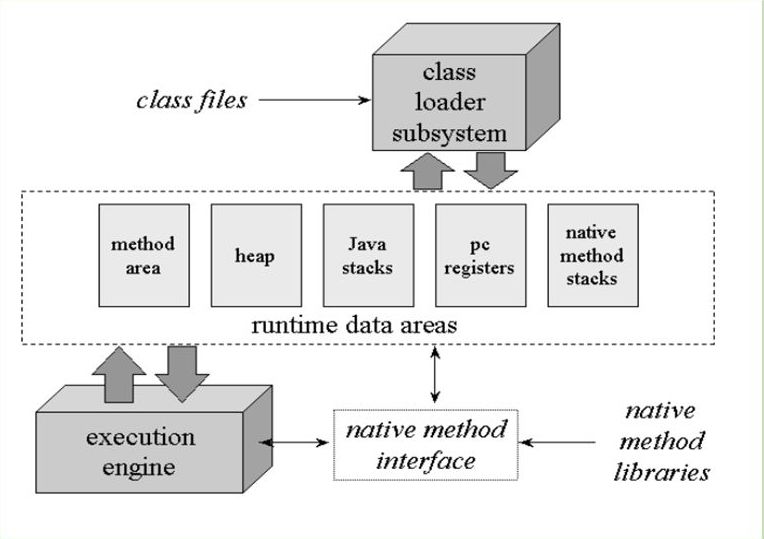 class
loader
subsystem
class files
method
area
heap
Java
stacks
pc
registers
native
method
stacks
runtime data areas
execution
engine
native method
interface
native
method
libraries